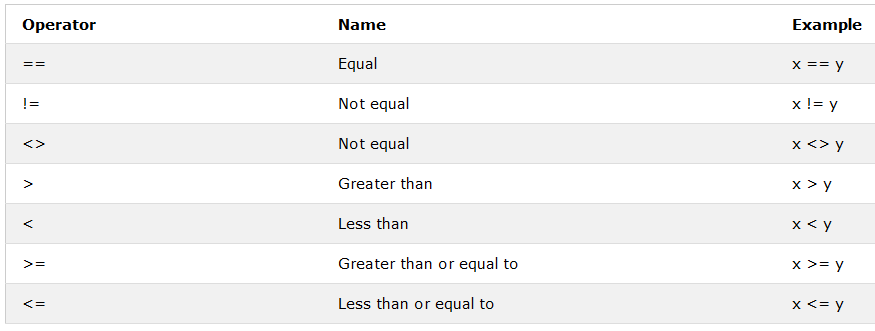 Operator Name Example
== Equal x == y
!= Not equal x != y
<> Not equal x <> y
> Greater than x > y
< Less than x < y
>= Greater than or equal to x >= y
<= Less than or equal to x <= y